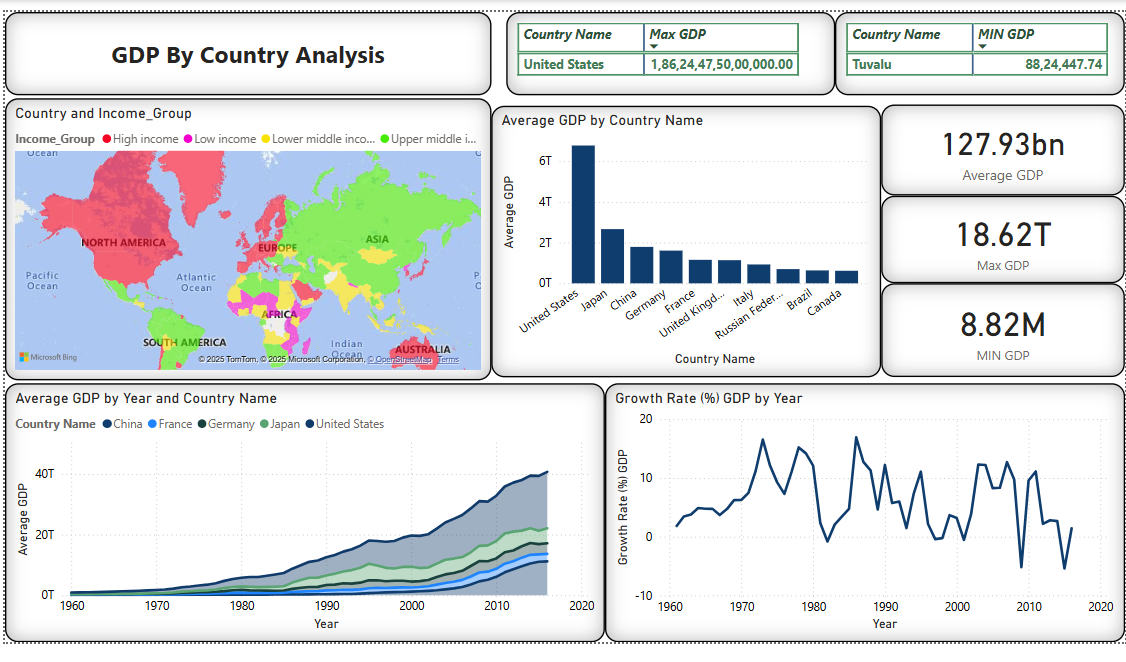 GDP By Country Analysis
Country Name Max GDP
United States 1,86,24,47,50,00,000.00
Country Name MIN GDP
Tuvalu 88,24,447.74
Country and Income_Group
Income_Group High income Low income Lower middle inco... Upper middle i...
Ocean
NORTH AMERICA
EUROPE
ASIA
Pacific
Ocean
Atlantic
Ocean
AFRICA
SOUTH AMERICA
Indian
Ocean
AUSTRALIA
Microsoft Bing
© 2025 TomTom, © 2025 Microsoft Corporation, © OpenStreetMap Terms
Average GDP by Country Name
Average GDP
6T
4T
2T
0T
United States
Japan
China
Germany
France
United Kingd...
Italy
Russian Feder...
Brazil
Canada
Country Name
127.93bn
Average GDP
18.62T
Max GDP
8.82M
MIN GDP
Average GDP by Year and Country Name
Country Name China France Germany Japan United States
Average GDP
40T
20T
0T
1960 1970 1980 1990 2000 2010 2020
Year
Growth Rate (%) GDP by Year
Growth Rate (%) GDP
20
10
0
-10
1960 1970 1980 1990 2000 2010 2020
Year